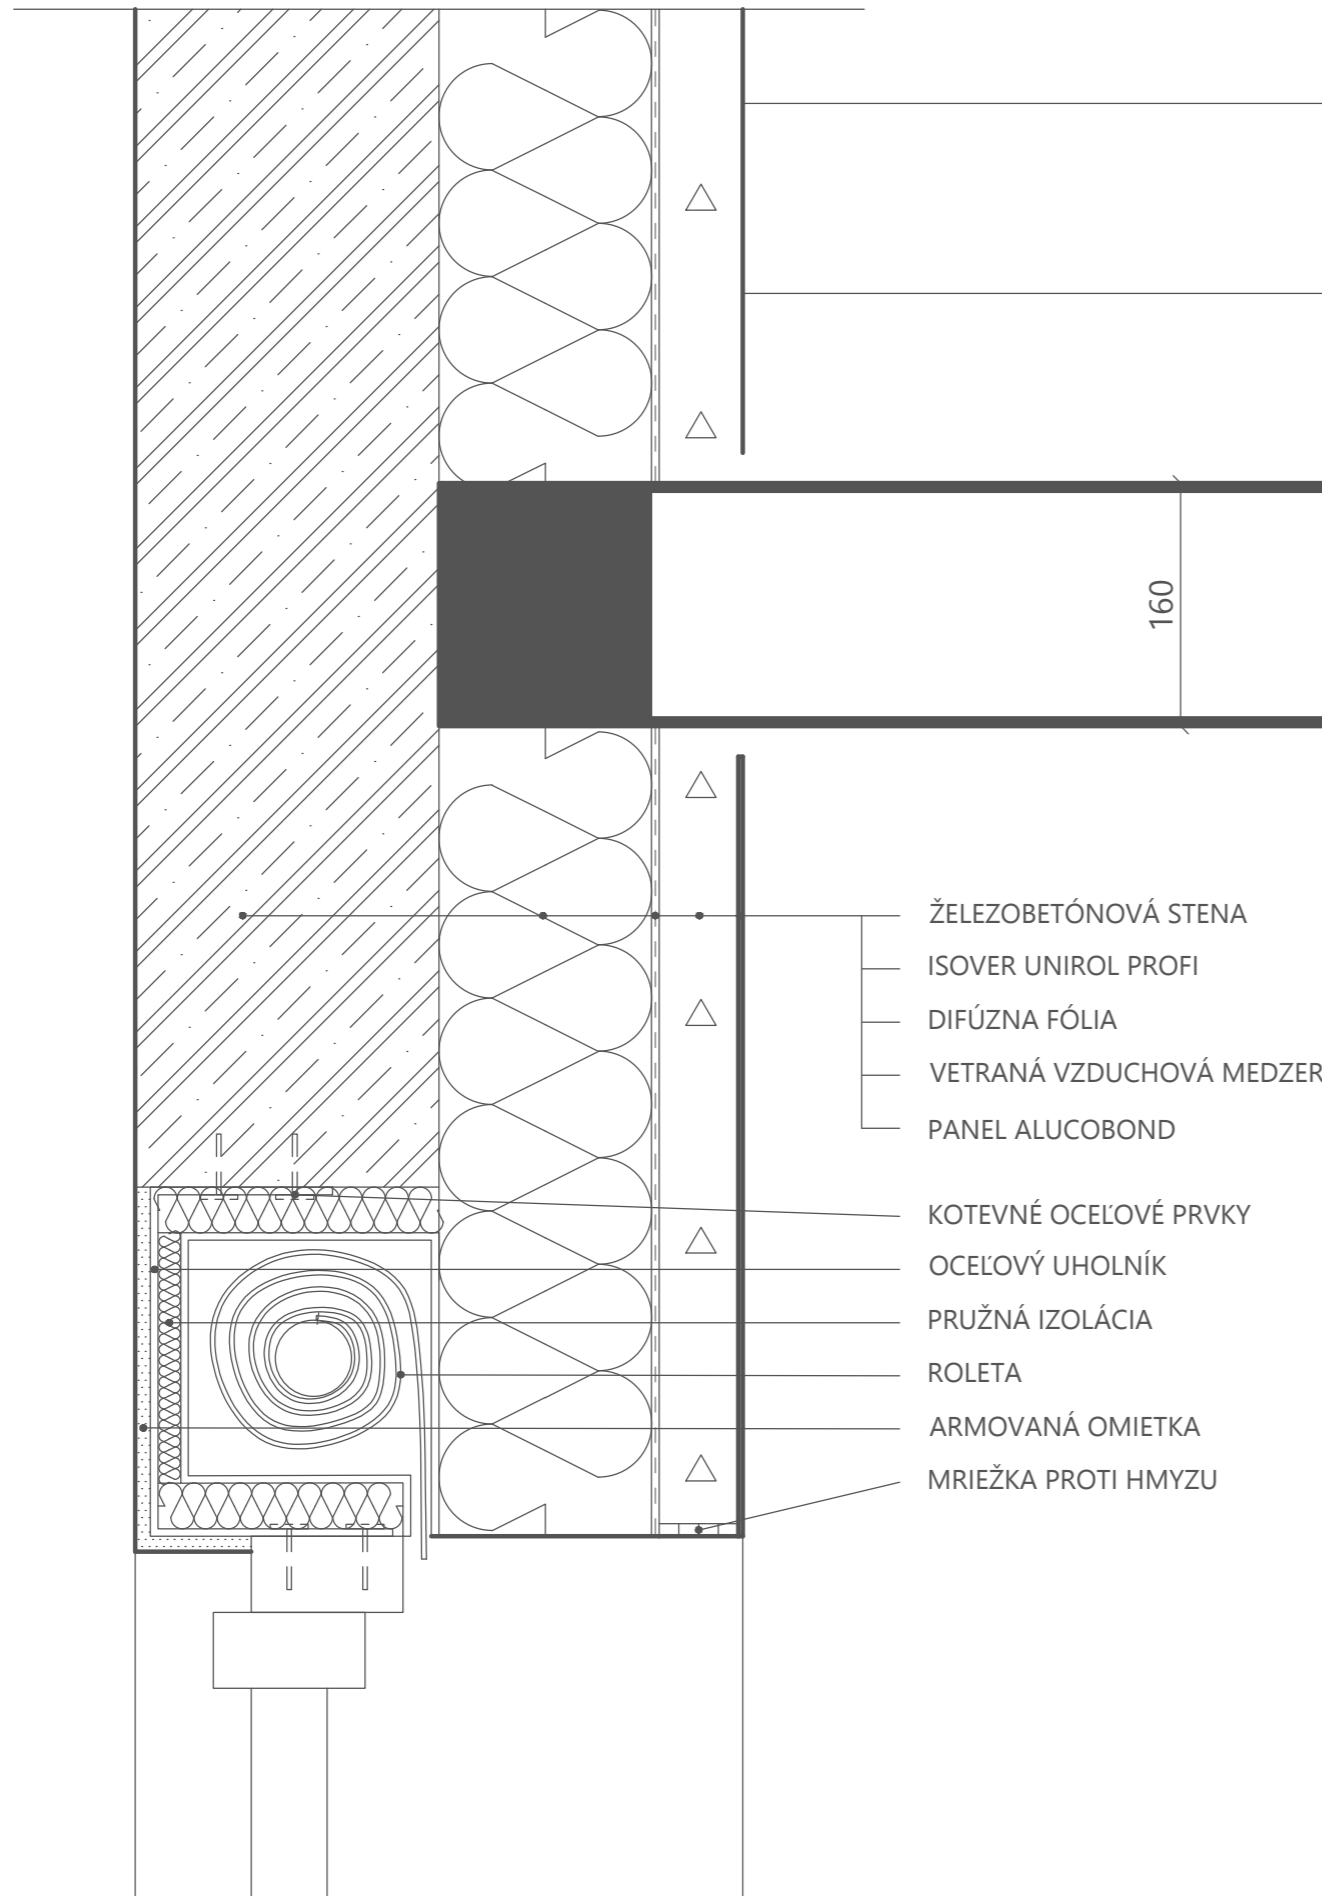 160
ŽELEZOBETÓNOVÁ STENA
ISOVER UNIROL PROFI
DIFÚZNA FÓLIA
VETRANÁ VZDUCHOVÁ MEDZER
PANEL ALUCOBOND
KOTEVNÉ OCEĽOVÉ PRVKY
OCEĽOVÝ UHOLNÍK
PRUŽNÁ IZOLÁCIA
ROLETA
ARMOVANÁ OMIETKA
MRIEŽKA PROTI HMYZU